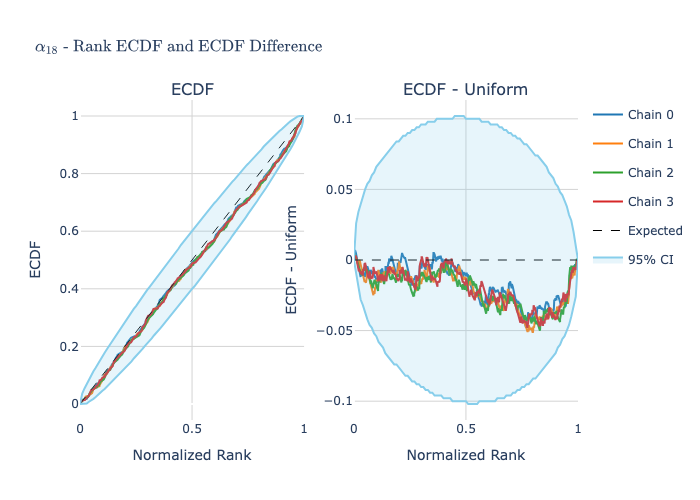 α₁₈ - Rank ECDF and ECDF Difference
ECDF
ECDF - Uniform
1
0.8
0.6
0.4
0.2
0
ECDF
0
0.5
1
Normalized Rank
0.1
0.05
0
−0.05
−0.1
ECDF - Uniform
0
0.5
1
Normalized Rank
Chain 0
Chain 1
Chain 2
Chain 3
Expected
95% CI